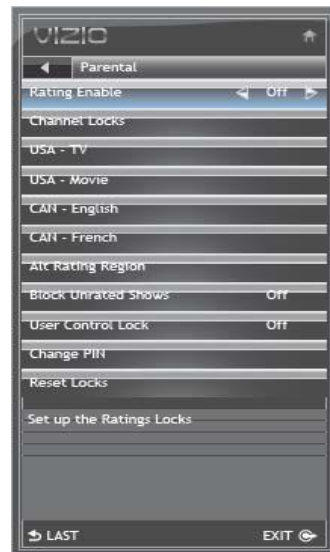 VIZIO
Parental
Rating Enable Off
Channel Locks
USA - TV
USA - Movie
CAN - English
CAN - French
Alt Rating Region
Block Unrated Shows Off
User Control Lock Off
Change PIN
Reset Locks
Set up the Ratings Locks
LAST EXIT